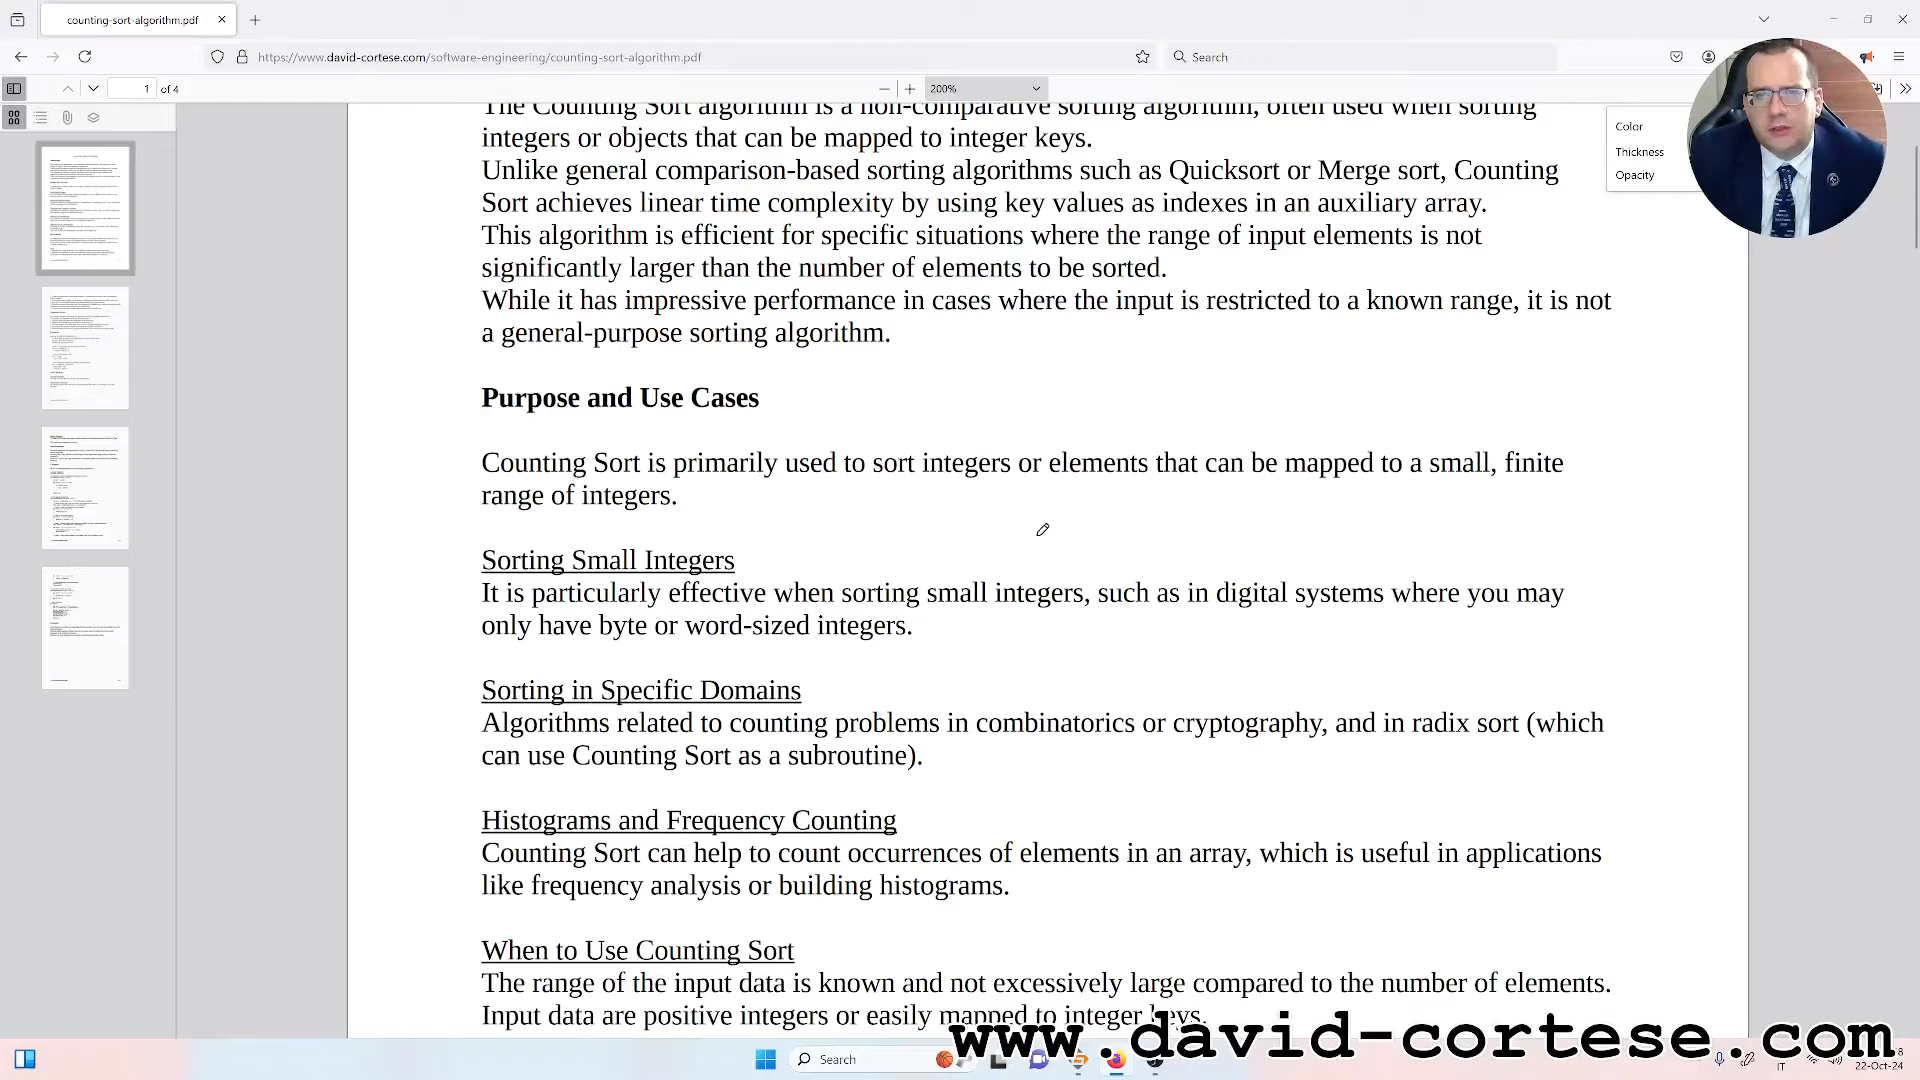 counting-sort-algorithm.pdf
https://www.david-cortese.com/software-engineering/counting-sort-algorithm.pdf
Search
1 of 4
200%
Color
Thickness
Opacity
The Counting Sort algorithm is a non-comparative sorting algorithm, often used when sorting
integers or objects that can be mapped to integer keys.
Unlike general comparison-based sorting algorithms such as Quicksort or Merge sort, Counting
Sort achieves linear time complexity by using key values as indexes in an auxiliary array.
This algorithm is efficient for specific situations where the range of input elements is not
significantly larger than the number of elements to be sorted.
While it has impressive performance in cases where the input is restricted to a known range, it is not
a general-purpose sorting algorithm.
Purpose and Use Cases
Counting Sort is primarily used to sort integers or elements that can be mapped to a small, finite
range of integers.
Sorting Small Integers
It is particularly effective when sorting small integers, such as in digital systems where you may
only have byte or word-sized integers.
Sorting in Specific Domains
Algorithms related to counting problems in combinatorics or cryptography, and in radix sort (which
can use Counting Sort as a subroutine).
Histograms and Frequency Counting
Counting Sort can help to count occurrences of elements in an array, which is useful in applications
like frequency analysis or building histograms.
When to Use Counting Sort
The range of the input data is known and not excessively large compared to the number of elements.
Input data are positive integers or easily mapped to integer keys.
www.david-cortese.com
Search
IT
22-Oct-24